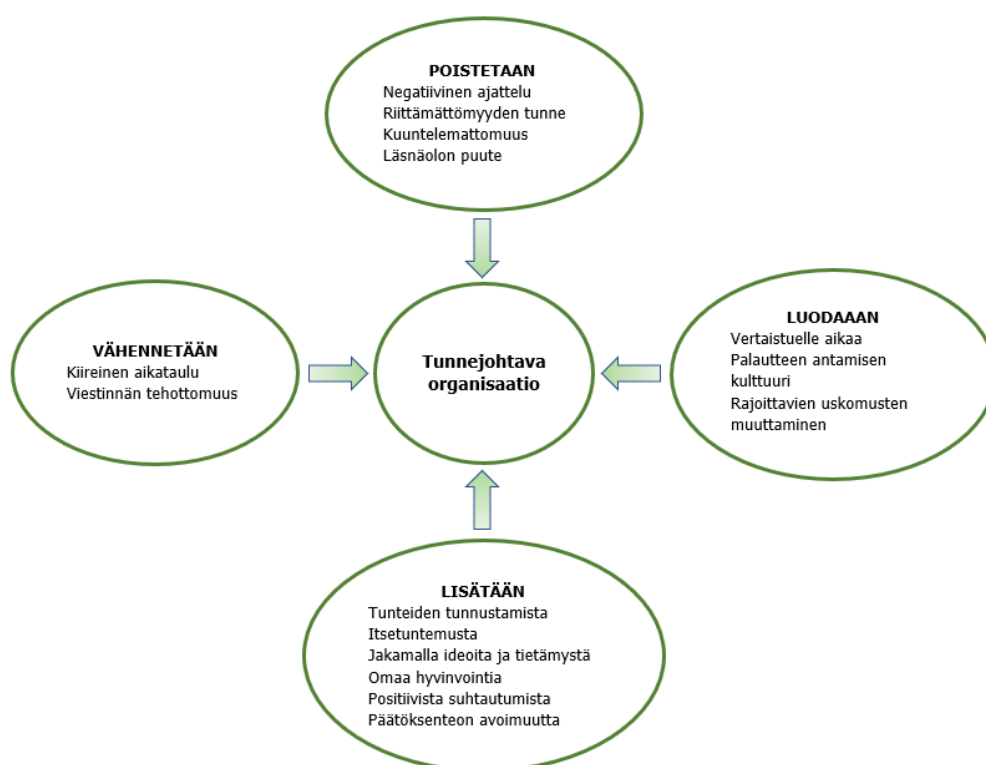 POISTETAAN
Negatiivinen ajattelu
Riittämättömyyden tunne
Kuuntelemattomuus
Läsnäolon puute
VÄHENNETÄÄN
Kiireinen aikataulu
Viestinnän tehottomuus
Tunnejohtava
organisaatio
LUODAAAN
Vertaistuelle aikaa
Palautteen antamisen
kulttuuri
Rajoittavien uskomusten
muuttaminen
LISÄTÄÄN
Tunteiden tunnustamista
Itsetuntemusta
Jakamalla ideoita ja tietämystä
Omaa hyvinvointia
Positiivista suhtautumista
Päätöksenteon avoimuutta